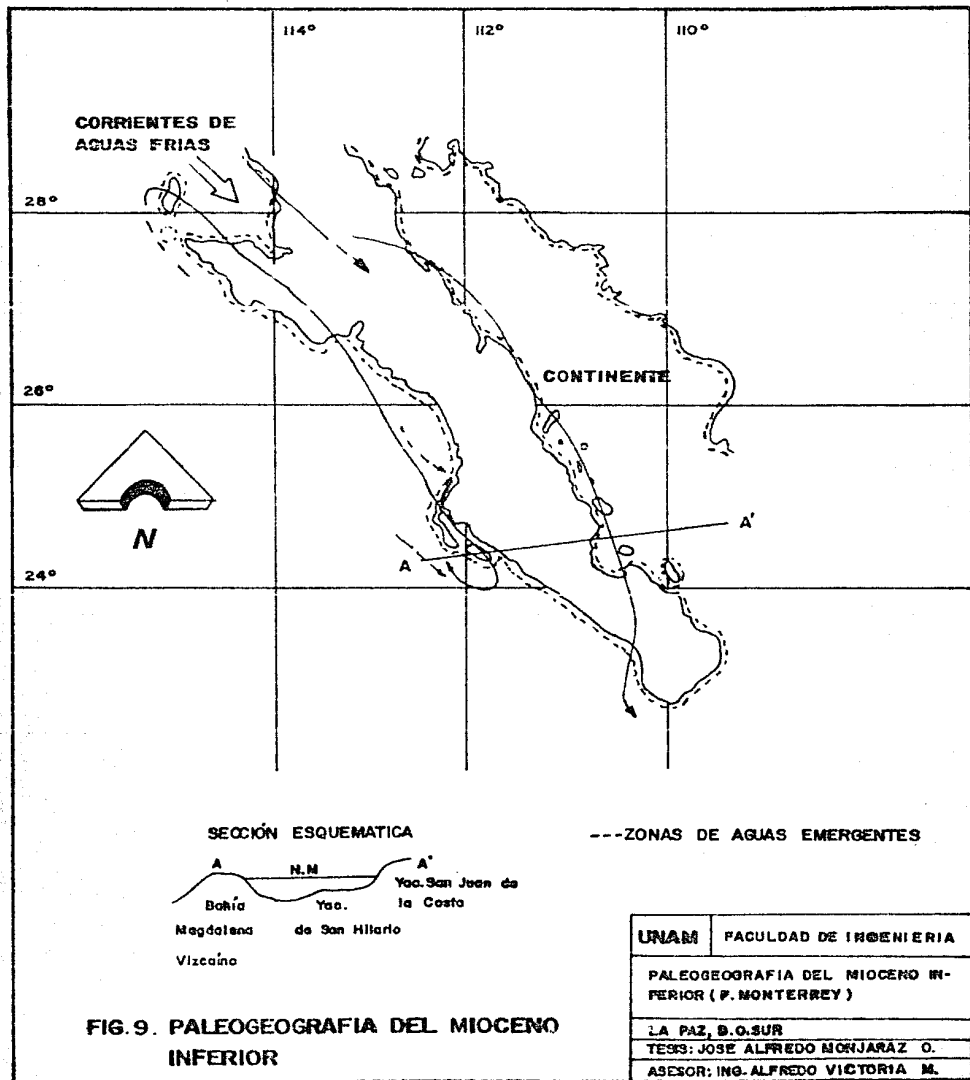 114°
112°
110°
CORRIENTES DE
AGUAS FRIAS
28°
CONTINENTE
26°
N
A'
A
24°
SECCIÓN ESQUEMATICA
---ZONAS DE AGUAS EMERGENTES
A
N.M
A'
Yac. San Juan de
la Costa
Bahía
Yac.
Magdalena
de San Hilario
Vizcaíno
UNAM
FACULDAD DE INGENIERIA
PALEOGEOGRAFIA DEL MIOCENO IN-
FERIOR (F. MONTERREY)
LA PAZ, B.C.SUR
TESIS: JOSE ALFREDO MONJARAZ O.
ASESOR: ING. ALFREDO VICTORIA M.
FIG. 9. PALEOGEOGRAFIA DEL MIOCENO
INFERIOR